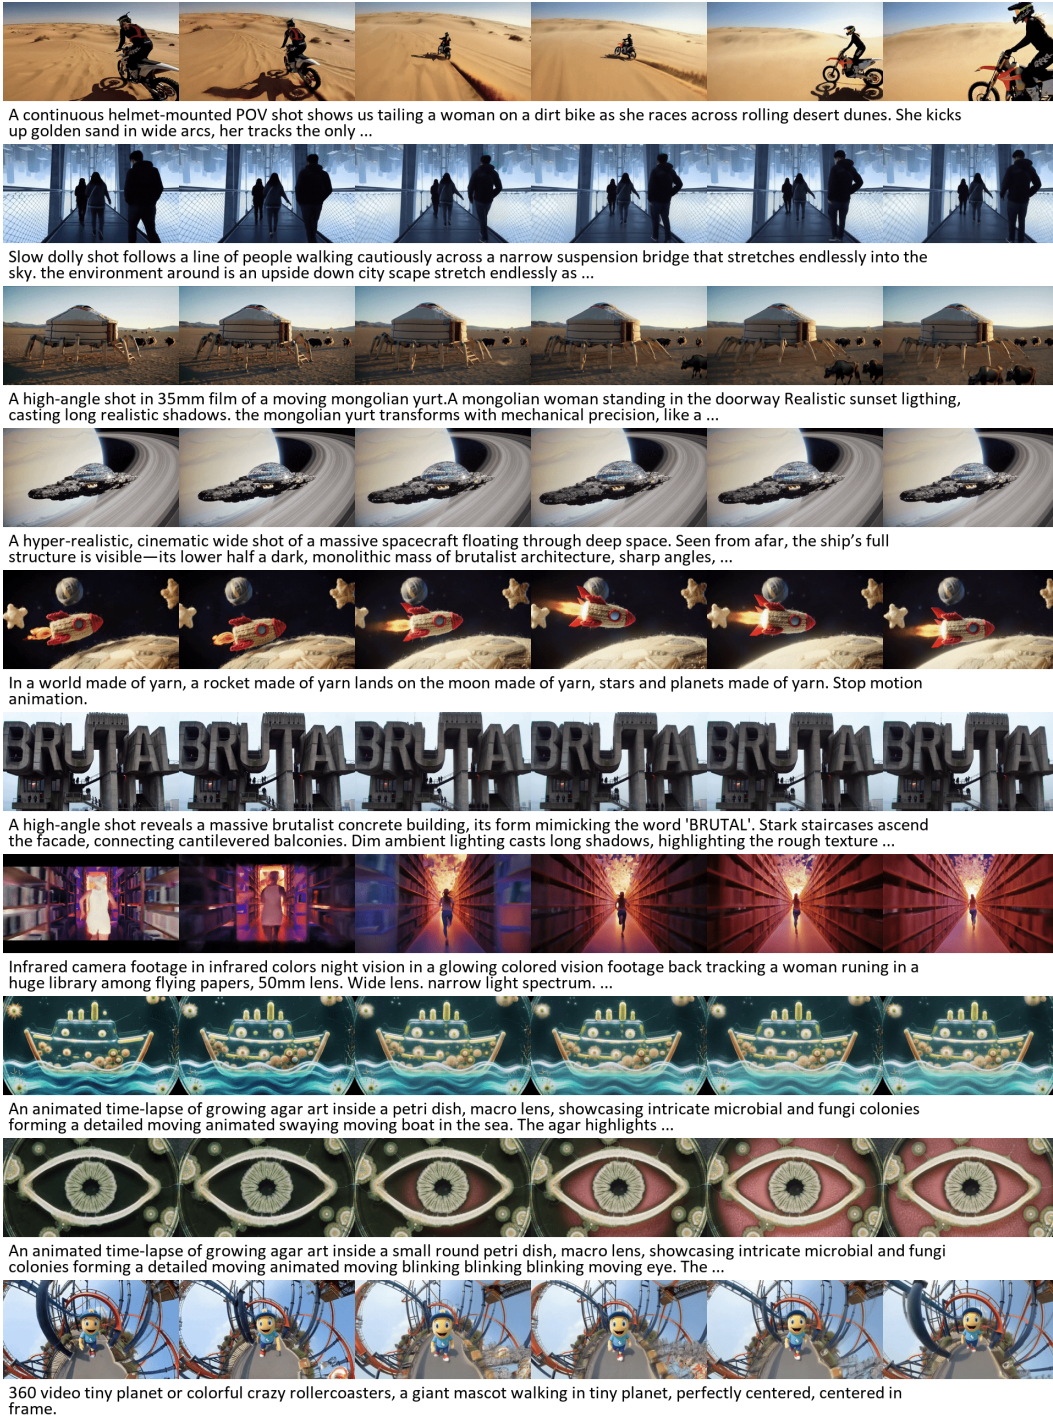 A continuous helmet-mounted POV shot shows us tailing a woman on a dirt bike as she races across rolling desert dunes. She kicks
up golden sand in wide arcs, her tracks the only ...
Slow dolly shot follows a line of people walking cautiously across a narrow suspension bridge that stretches endlessly into the
sky. the environment around is an upside down city scape stretch endlessly as ...
A high-angle shot in 35mm film of a moving mongolian yurt.A mongolian woman standing in the doorway Realistic sunset ligthing,
casting long realistic shadows. the mongolian yurt transforms with mechanical precision, like a ...
A hyper-realistic, cinematic wide shot of a massive spacecraft floating through deep space. Seen from afar, the ship’s full
structure is visible—its lower half a dark, monolithic mass of brutalist architecture, sharp angles, ...
In a world made of yarn, a rocket made of yarn lands on the moon made of yarn, stars and planets made of yarn. Stop motion
animation.
BRUTAL BRUTAL BRUTAL BRUTAL BRUTAL BRUTAL
A high-angle shot reveals a massive brutalist concrete building, its form mimicking the word 'BRUTAL'. Stark staircases ascend
the facade, connecting cantilevered balconies. Dim ambient lighting casts long shadows, highlighting the rough texture ...
Infrared camera footage in infrared colors night vision in a glowing colored vision footage back tracking a woman runing in a
huge library among flying papers, 50mm lens. Wide lens. narrow light spectrum. ...
An animated time-lapse of growing agar art inside a petri dish, macro lens, showcasing intricate microbial and fungi colonies
forming a detailed moving animated swaying moving boat in the sea. The agar highlights ...
An animated time-lapse of growing agar art inside a small round petri dish, macro lens, showcasing intricate microbial and fungi
colonies forming a detailed moving animated moving blinking blinking blinking moving eye. The ...
360 video tiny planet or colorful crazy rollercoasters, a giant mascot walking in tiny planet, perfectly centered, centered in
frame.